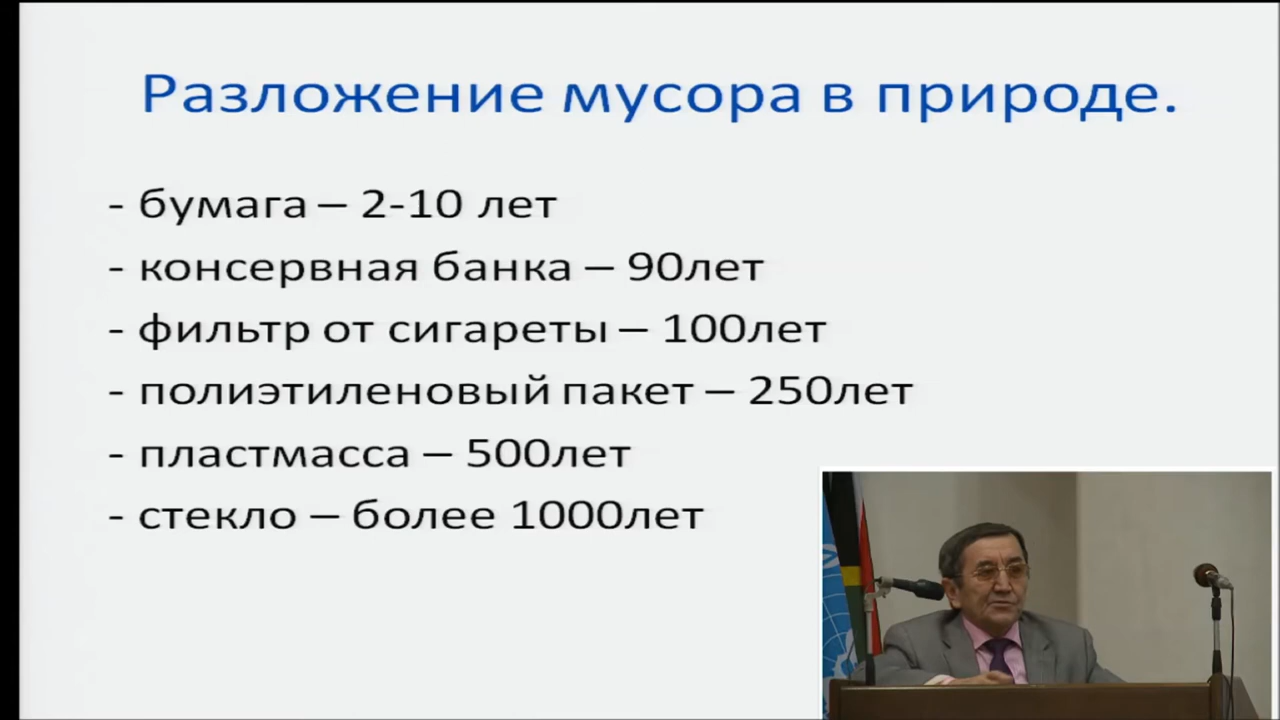 Разложение мусора в природе.
- бумага – 2-10 лет
- консервная банка – 90лет
- фильтр от сигареты – 100лет
- полиэтиленовый пакет – 250лет
- пластмасса – 500лет
- стекло – более 1000лет